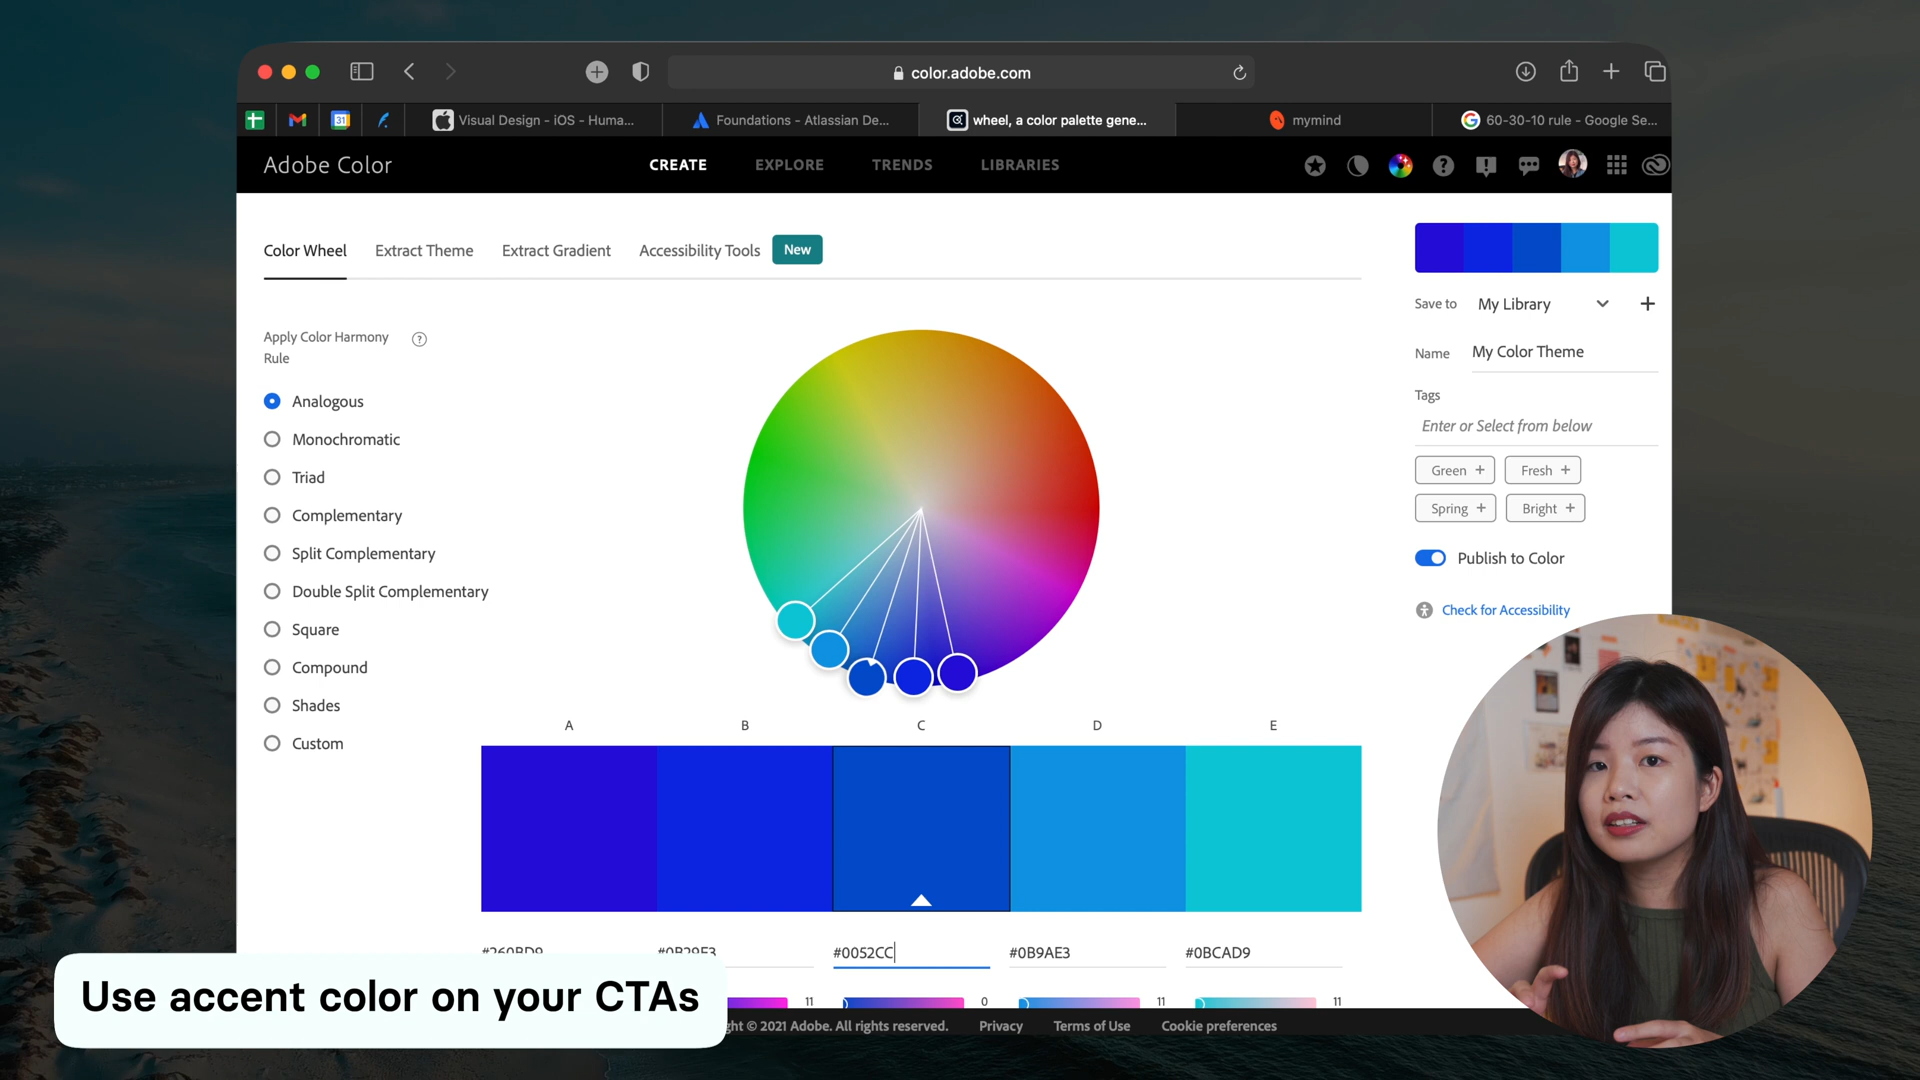 color.adobe.com
31
Visual Design - iOS - Huma...
Foundations - Atlassian De...
wheel, a color palette gene...
mymind
60-30-10 rule - Google Se...
Adobe Color
CREATE
EXPLORE
TRENDS
LIBRARIES
Color Wheel
Extract Theme
Extract Gradient
Accessibility Tools
New
Save to
My Library
Name
My Color Theme
Tags
Enter or Select from below
Green +
Fresh +
Spring +
Bright +
Publish to Color
Check for Accessibility
Apply Color Harmony
Rule
Analogous
Monochromatic
Triad
Complementary
Split Complementary
Double Split Complementary
Square
Compound
Shades
Custom
A
B
C
D
E
#0052CC
#0B9AE3
#0BCAD9
11
0
11
11
Use accent color on your CTAs
© 2021 Adobe. All rights reserved.
Privacy
Terms of Use
Cookie preferences